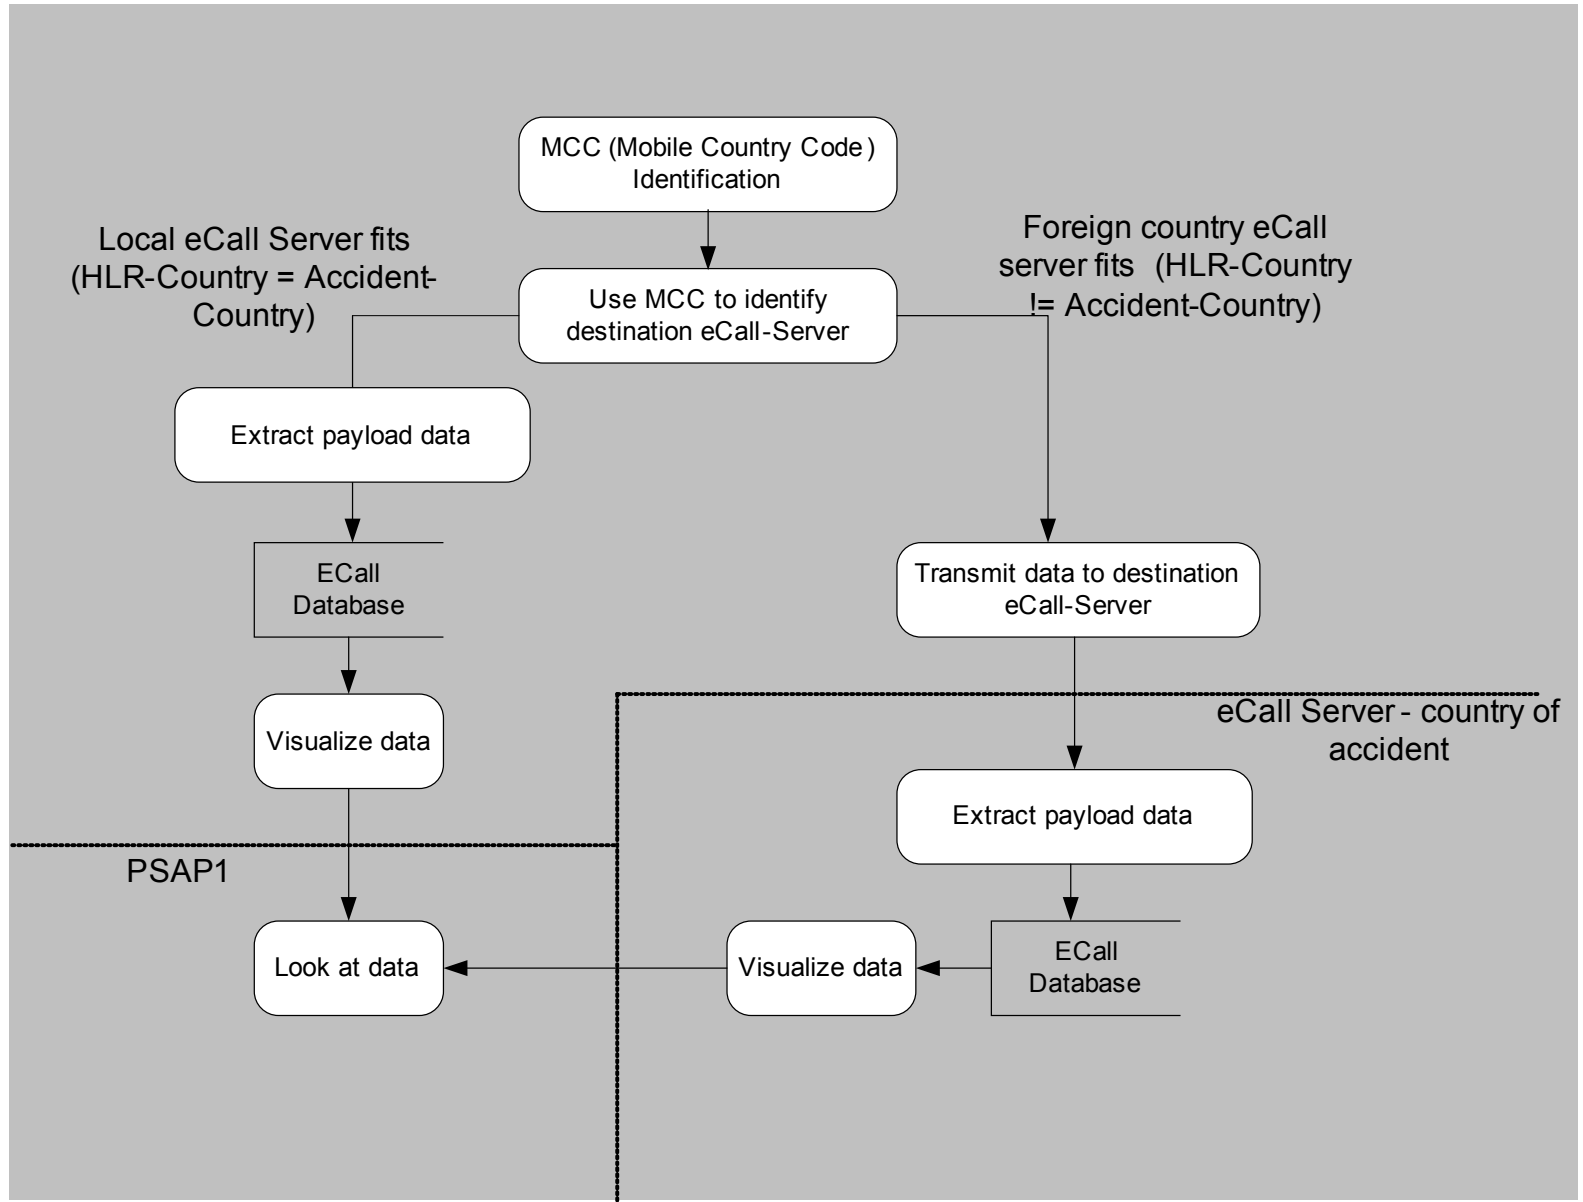 MCC (Mobile Country Code)
Identification
Local eCall Server fits
(HLR-Country = Accident-
Country)
Foreign country eCall
server fits (HLR-Country
!= Accident-Country)
Use MCC to identify
destination eCall-Server
Extract payload data
ECall
Database
Transmit data to destination
eCall-Server
Visualize data
eCall Server - country of
accident
Extract payload data
PSAP1
Look at data
Visualize data
ECall
Database